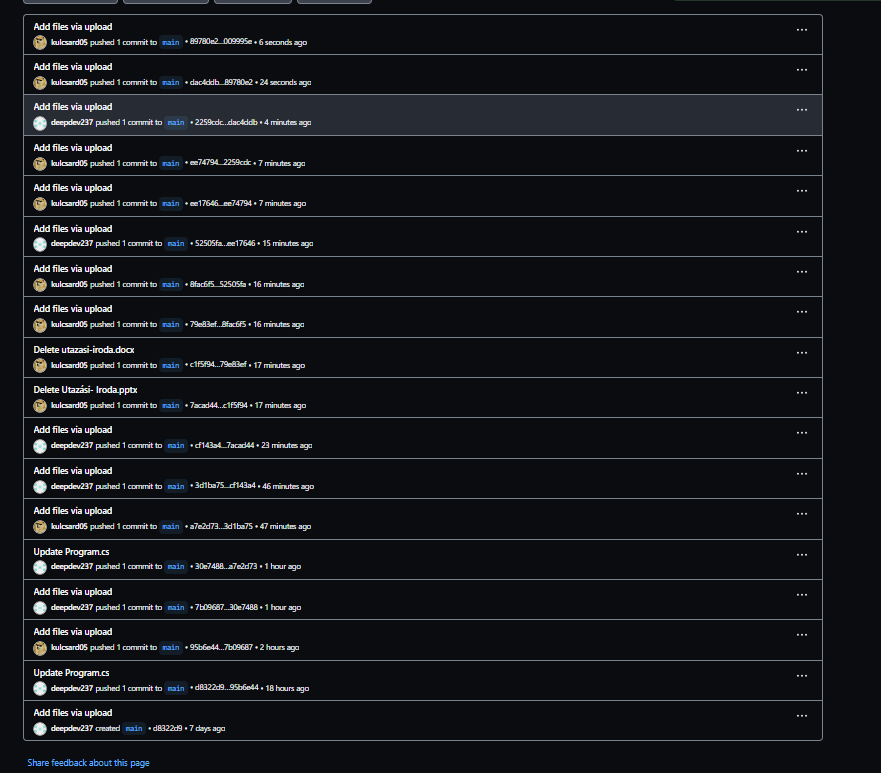 Add files via upload
kulcsard05 pushed 1 commit to main • 89780e2...009995e • 6 seconds ago
Add files via upload
kulcsard05 pushed 1 commit to main • dac4ddb...89780e2 • 24 seconds ago
Add files via upload
deepdev237 pushed 1 commit to main • 2259cdc...dac4ddb • 4 minutes ago
Add files via upload
kulcsard05 pushed 1 commit to main • ee74794...2259cdc • 7 minutes ago
Add files via upload
kulcsard05 pushed 1 commit to main • ee17646...ee74794 • 7 minutes ago
Add files via upload
deepdev237 pushed 1 commit to main • 52505fa...ee17646 • 15 minutes ago
Add files via upload
kulcsard05 pushed 1 commit to main • 8fac6f5...52505fa • 16 minutes ago
Add files via upload
kulcsard05 pushed 1 commit to main • 79e83ef...8fac6f5 • 16 minutes ago
Delete utazasi-iroda.docx
kulcsard05 pushed 1 commit to main • c1f5f94...79e83ef • 17 minutes ago
Delete Utazási- Iroda.pptx
kulcsard05 pushed 1 commit to main • 7acad44...c1f5f94 • 17 minutes ago
Add files via upload
deepdev237 pushed 1 commit to main • cf143a4...7acad44 • 23 minutes ago
Add files via upload
deepdev237 pushed 1 commit to main • 3d1ba75...cf143a4 • 46 minutes ago
Add files via upload
kulcsard05 pushed 1 commit to main • a7e2d73...3d1ba75 • 47 minutes ago
Update Program.cs
deepdev237 pushed 1 commit to main • 30e7488...a7e2d73 • 1 hour ago
Add files via upload
deepdev237 pushed 1 commit to main • 7b09687...30e7488 • 1 hour ago
Add files via upload
kulcsard05 pushed 1 commit to main • 95b6e44...7b09687 • 2 hours ago
Update Program.cs
deepdev237 pushed 1 commit to main • d8322d9...95b6e44 • 18 hours ago
Add files via upload
deepdev237 created main • d8322d9 • 7 days ago
Share feedback about this page